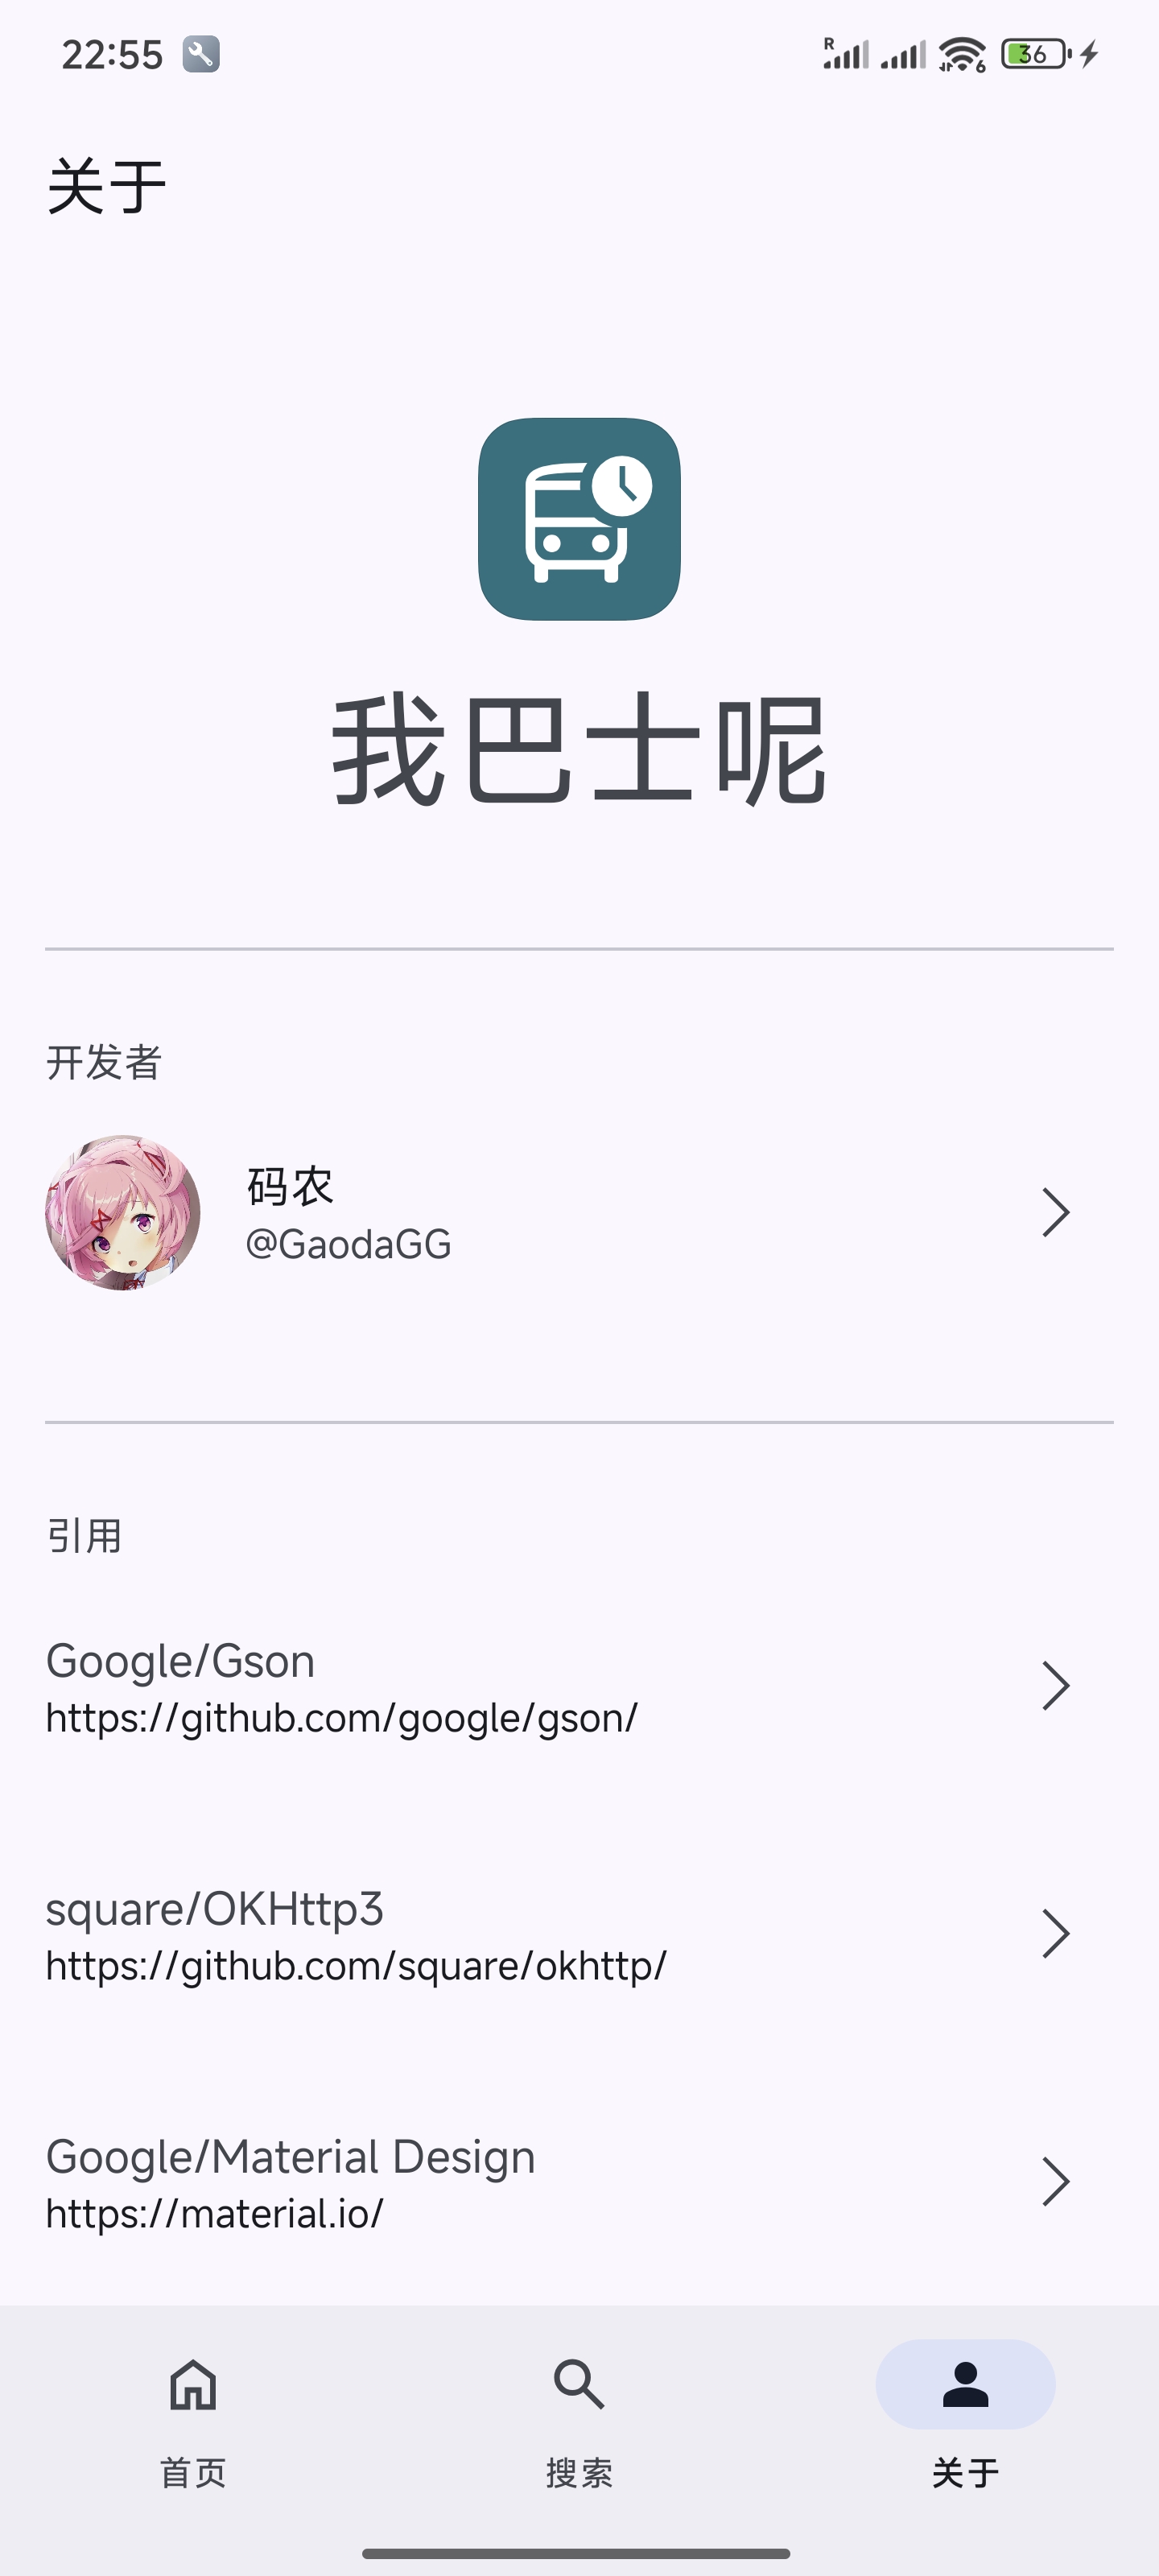 22:55
R
6
36
关于
我巴士呢
开发者
码农
@GaodaGG
引用
Google/Gson
https://github.com/google/gson/
square/OKHttp3
https://github.com/square/okhttp/
Google/Material Design
https://material.io/
首页
搜索
关于